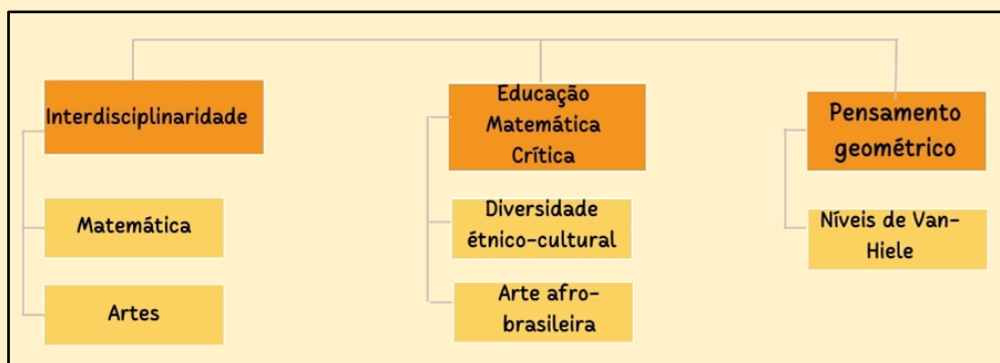 Interdisciplinaridade
Matemática
Artes
Educação
Matemática
Crítica
Diversidade
étnico-cultural
Arte afro-
brasileira
Pensamento
geométrico
Níveis de Van-
Hiele